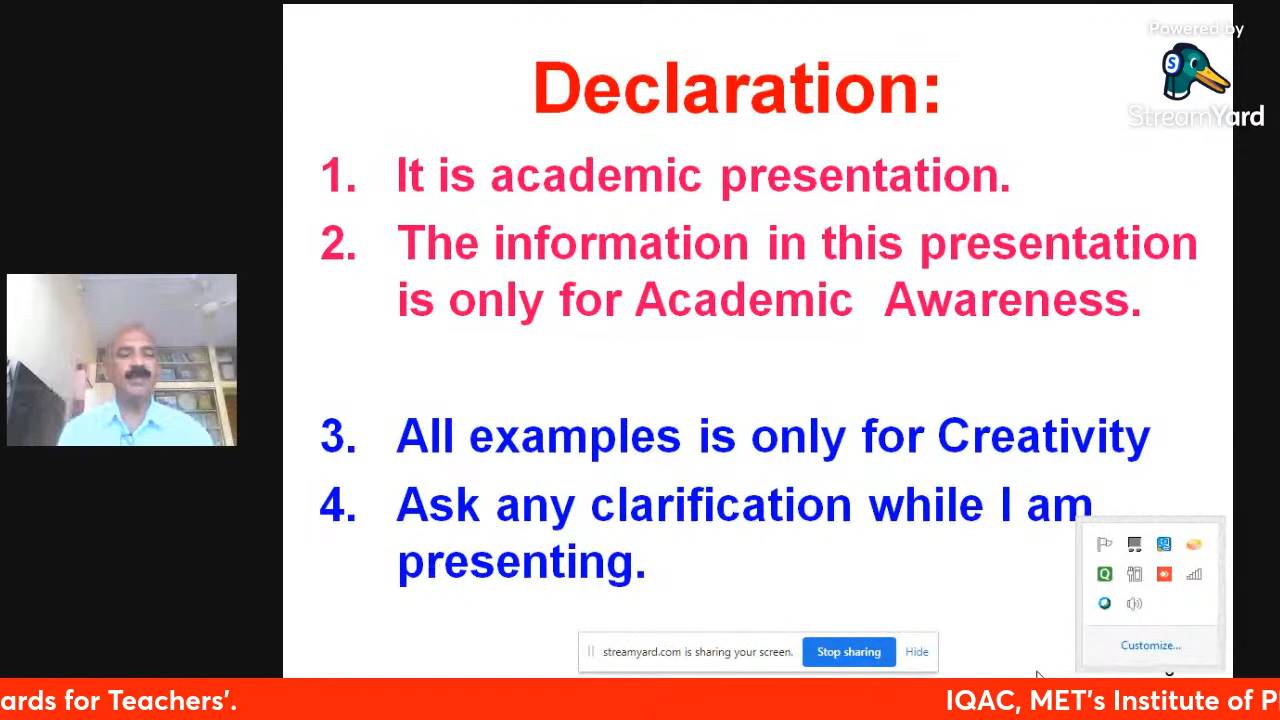 Powered by
StreamYard
Declaration:
1. It is academic presentation.
2. The information in this presentation
is only for Academic Awareness.
3. All examples is only for Creativity
4. Ask any clarification while I am
presenting.
Customize...
streamyard.com is sharing your screen. Stop sharing Hide
ards for Teachers'. IQAC, MET's Institute of P